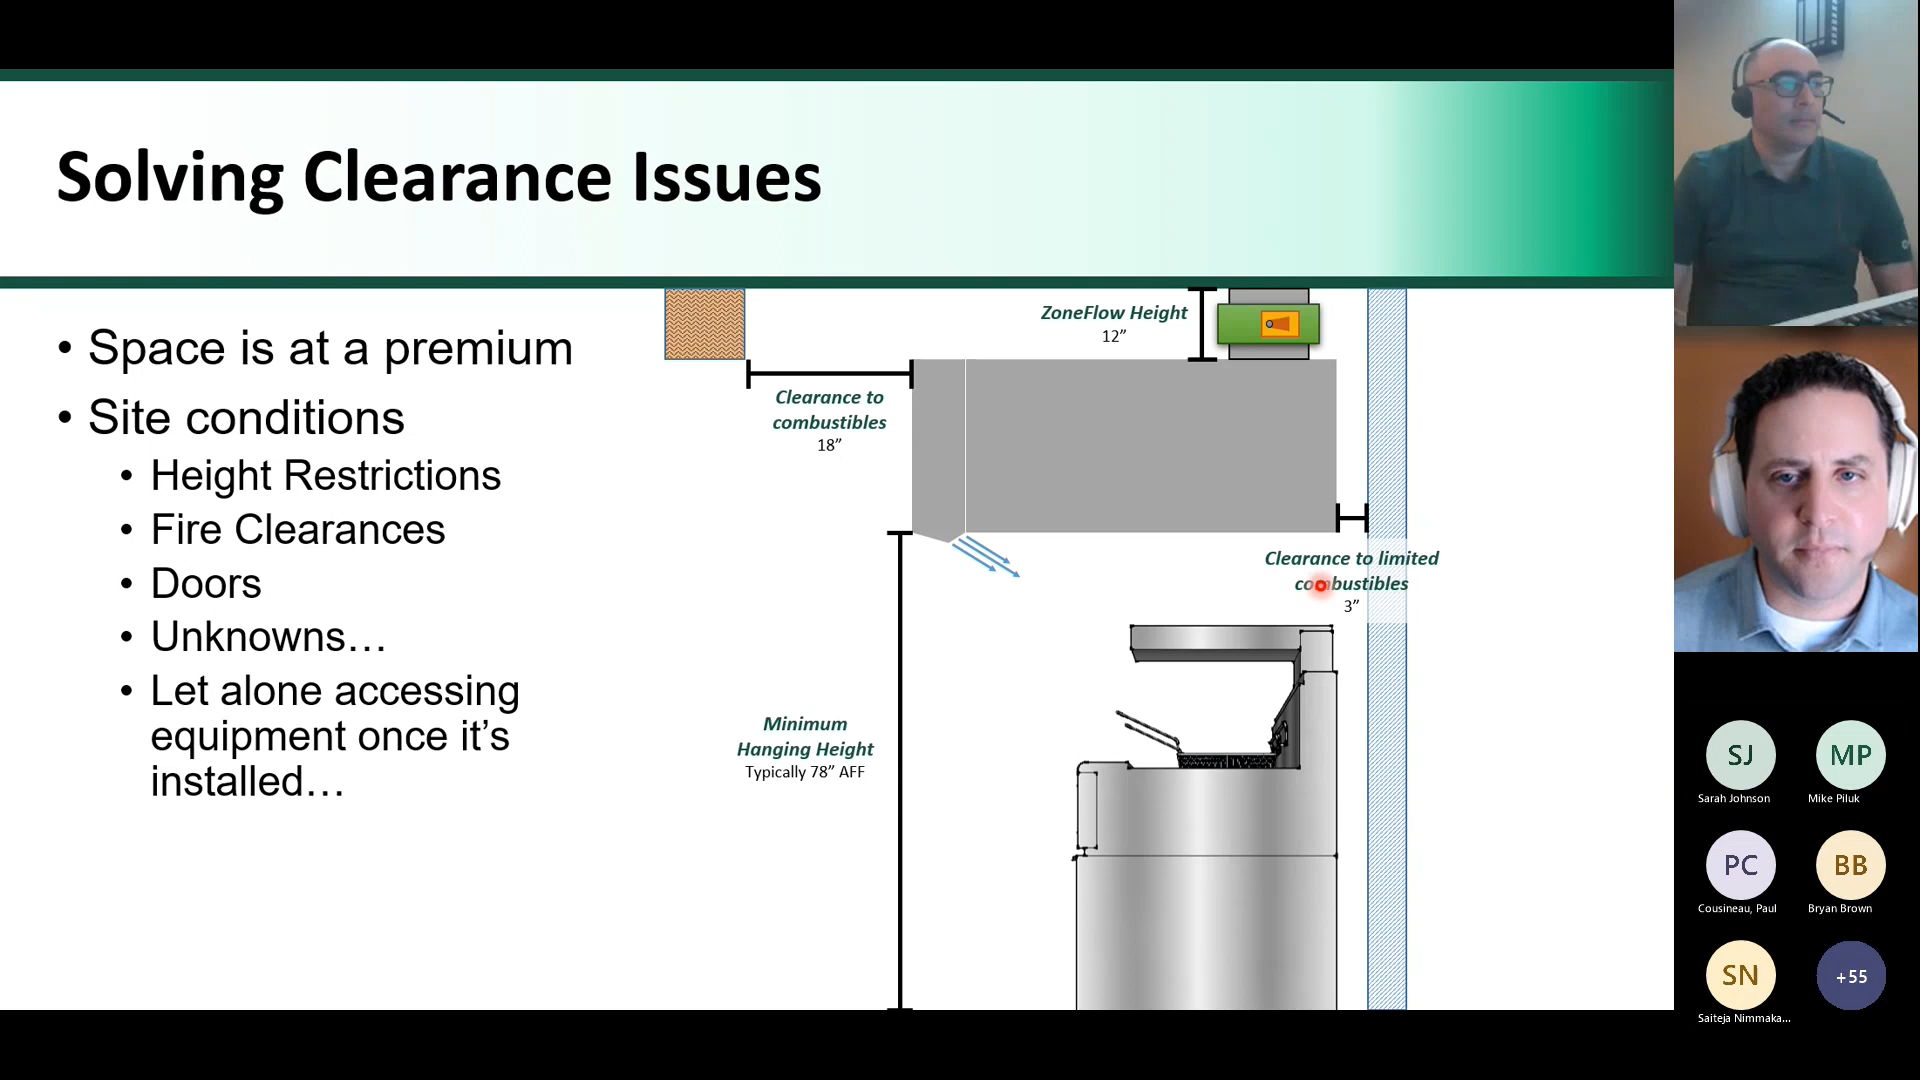 Solving Clearance Issues
• Space is at a premium
• Site conditions
• Height Restrictions
• Fire Clearances
• Doors
• Unknowns…
• Let alone accessing
equipment once it’s
installed…
ZoneFlow Height
12”
Clearance to
combustibles
18”
Clearance to limited
combustibles
3”
Minimum
Hanging Height
Typically 78” AFF
SJ
Sarah Johnson
MP
Mike Piluk
PC
Cousineau, Paul
BB
Bryan Brown
SN
Saiteja Nimmaka...
+55